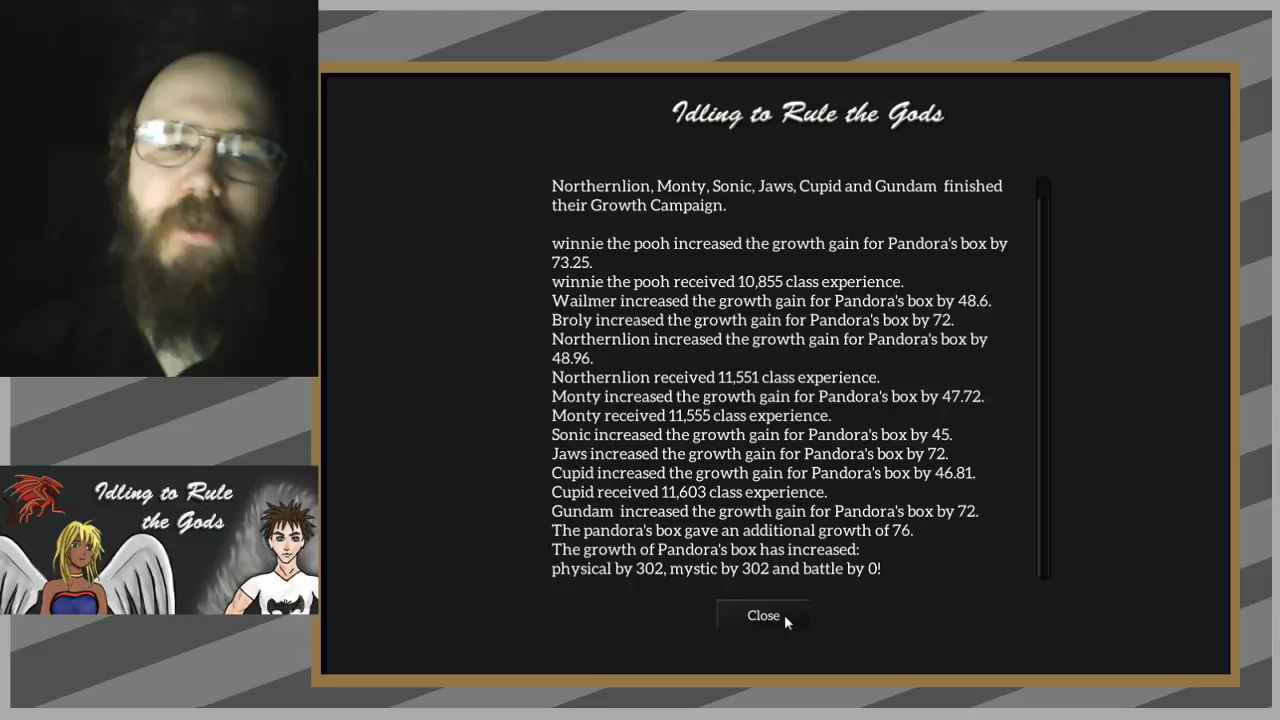 Idling to Rule the Gods
Northernlion, Monty, Sonic, Jaws, Cupid and Gundam  finished
their Growth Campaign.
winnie the pooh increased the growth gain for Pandora's box by
73.25.
winnie the pooh received 10,855 class experience.
Wailmer increased the growth gain for Pandora's box by 48.6.
Broly increased the growth gain for Pandora's box by 72.
Northernlion increased the growth gain for Pandora's box by
48.96.
Northernlion received 11,551 class experience.
Monty increased the growth gain for Pandora's box by 47.72.
Monty received 11,555 class experience.
Sonic increased the growth gain for Pandora's box by 45.
Jaws increased the growth gain for Pandora's box by 72.
Cupid increased the growth gain for Pandora's box by 46.81.
Cupid received 11,603 class experience.
Gundam  increased the growth gain for Pandora's box by 72.
The pandora's box gave an additional growth of 76.
The growth of Pandora's box has increased:
physical by 302, mystic by 302 and battle by 0!
Close
Idling to Rule
the Gods